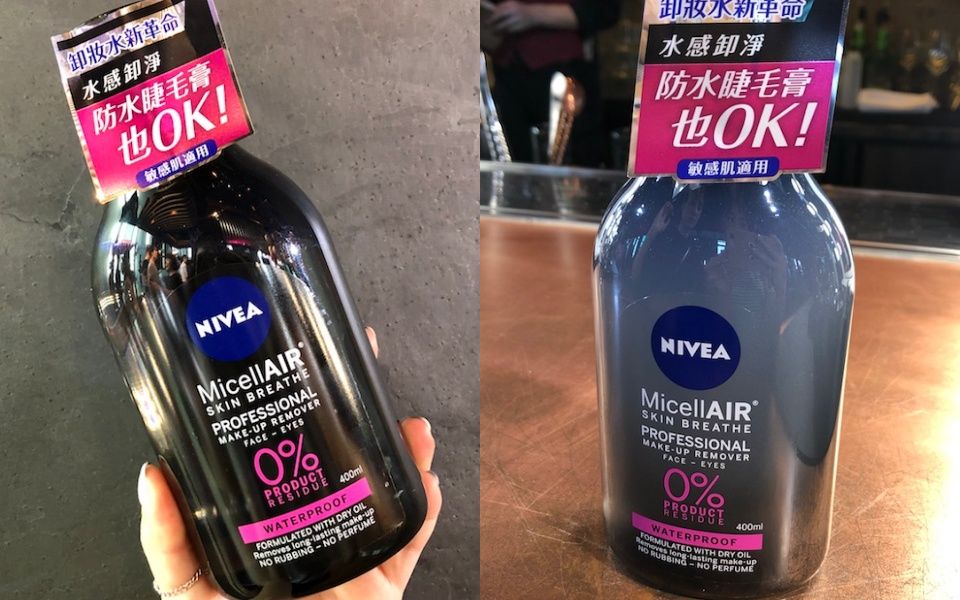 卸妝水新革命
水感卸淨
防水睫毛膏
也OK!
敏感肌適用
NIVEA
MicellAIR®
SKIN BREATHE
PROFESSIONAL
MAKE-UP REMOVER
FACE – EYES
0%
PRODUCT
RESIDUE
400ml
WATERPROOF
FORMULATED WITH DRY OIL
Removes long-lasting make-up
NO RUBBING – NO PERFUME
卸妝水新革命
水感卸淨
防水睫毛膏
也OK!
敏感肌適用
NIVEA
MicellAIR®
SKIN BREATHE
PROFESSIONAL
MAKE-UP REMOVER
FACE – EYES
0%
PRODUCT
RESIDUE
400ml
WATERPROOF
FORMULATED WITH DRY OIL
Removes long-lasting make-up
NO RUBBING – NO PERFUME